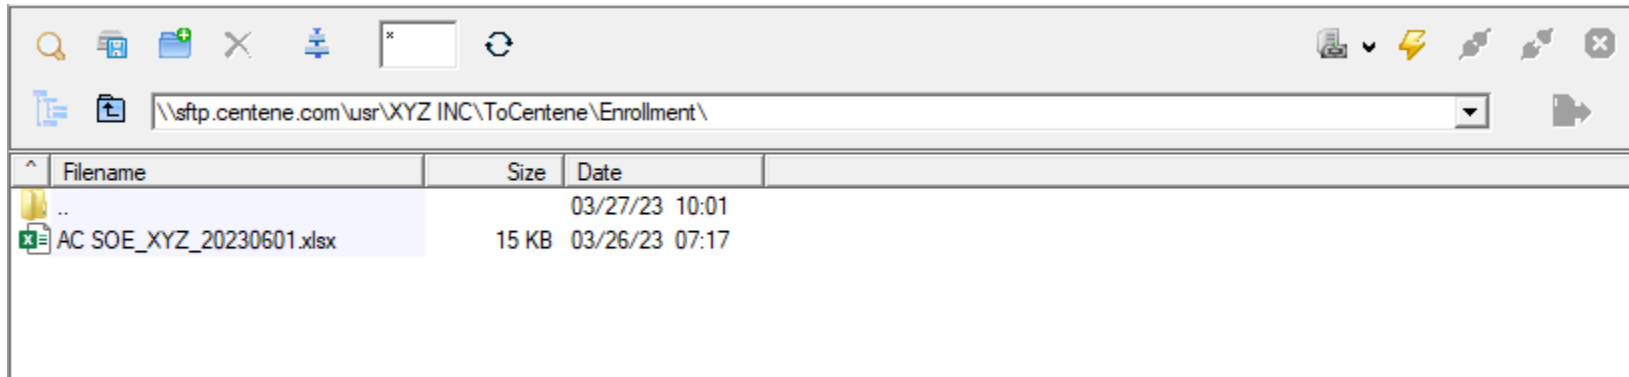 *
\\sftp.centene.com\usr\XYZ INC\ToCentene\Enrollment\
^ Filename Size Date
.. 03/27/23 10:01
AC SOE_XYZ_20230601.xlsx 15 KB 03/26/23 07:17